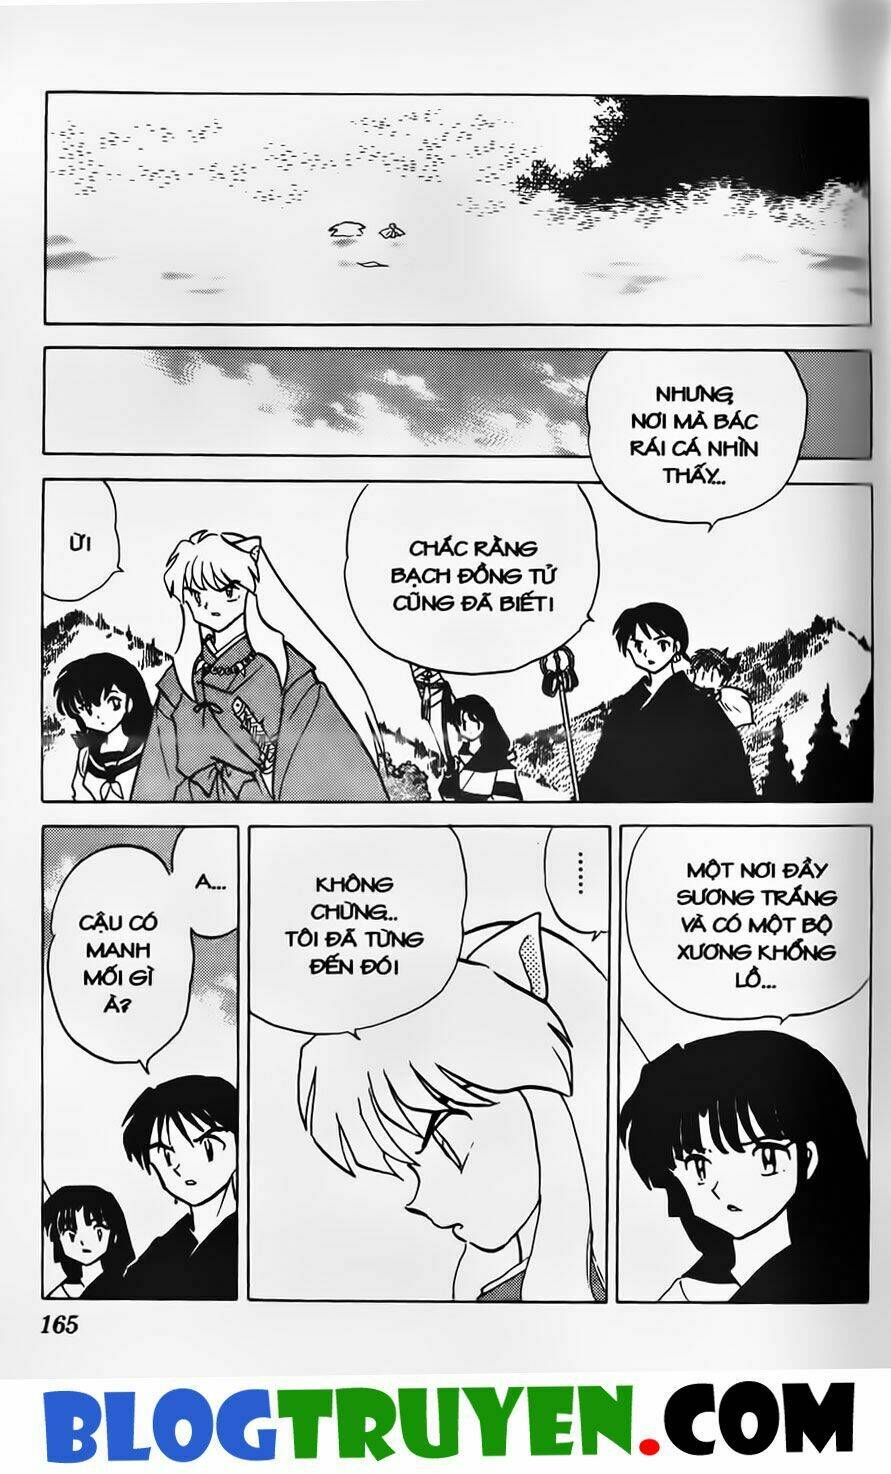 NHƯNG,
NƠI MÀ BÁC
RÁI CÁ NHÌN
THẤY...
CHẮC RẰNG
BẠCH ĐỒNG TỬ
CŨNG ĐÃ BIẾT!
ỪI
MỘT NƠI ĐẦY
SƯƠNG TRẮNG
VÀ CÓ MỘT BỘ
XƯƠNG KHỔNG
LỒ...
......
KHÔNG
CHỪNG...
TÔI ĐÃ TỪNG
ĐẾN ĐÓ!
A...
CẬU CÓ
MANH
MỐI GÌ
À?
165
BLOGTRUYEN.COM